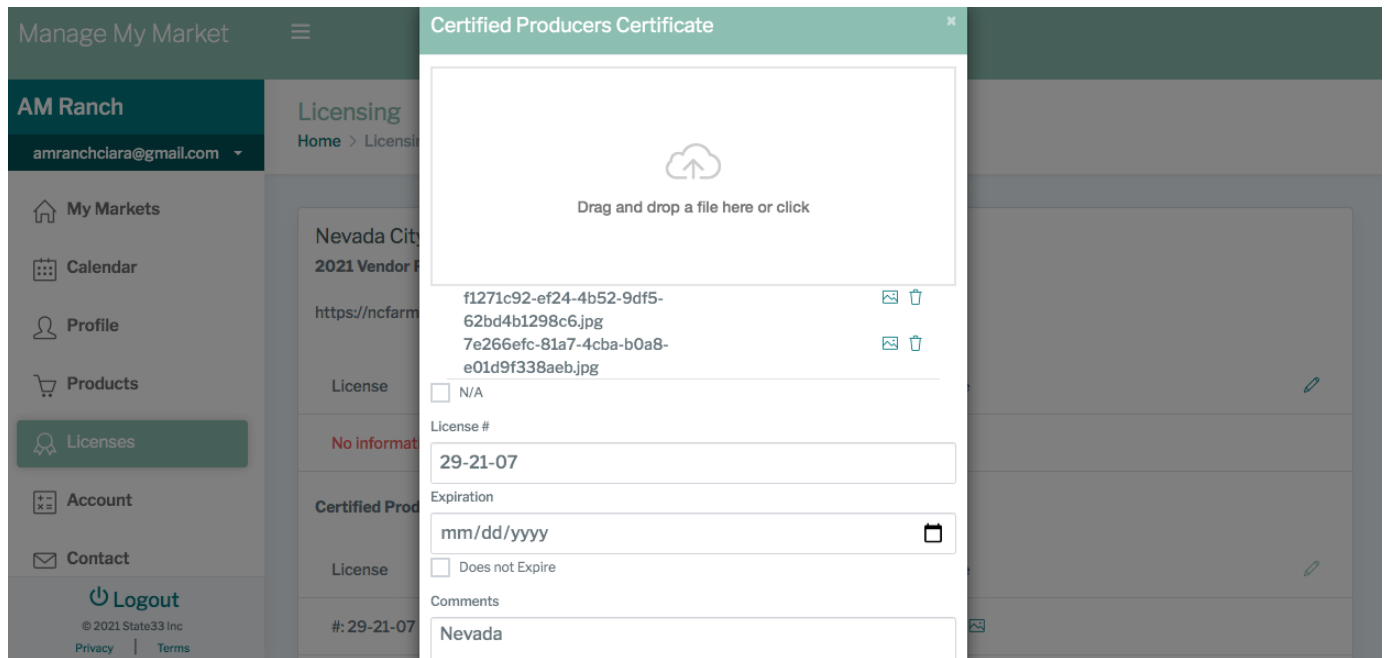 Manage My Market
AM Ranch
amranchciara@gmail.com
My Markets
Calendar
Profile
Products
Licenses
Account
Contact
Logout
© 2021 State33 Inc
Privacy | Terms
Licensing
Home > Licensi
Nevada City
2021 Vendor
https://ncfarm
License
No informat
Certified Prod
License
#: 29-21-07
Certified Producers Certificate
×
Drag and drop a file here or click
f1271c92-ef24-4b52-9df5-
62bd4b1298c6.jpg
7e266efc-81a7-4cba-b0a8-
e01d9f338aeb.jpg
N/A
License #
29-21-07
Expiration
mm/dd/yyyy
Does not Expire
Comments
Nevada